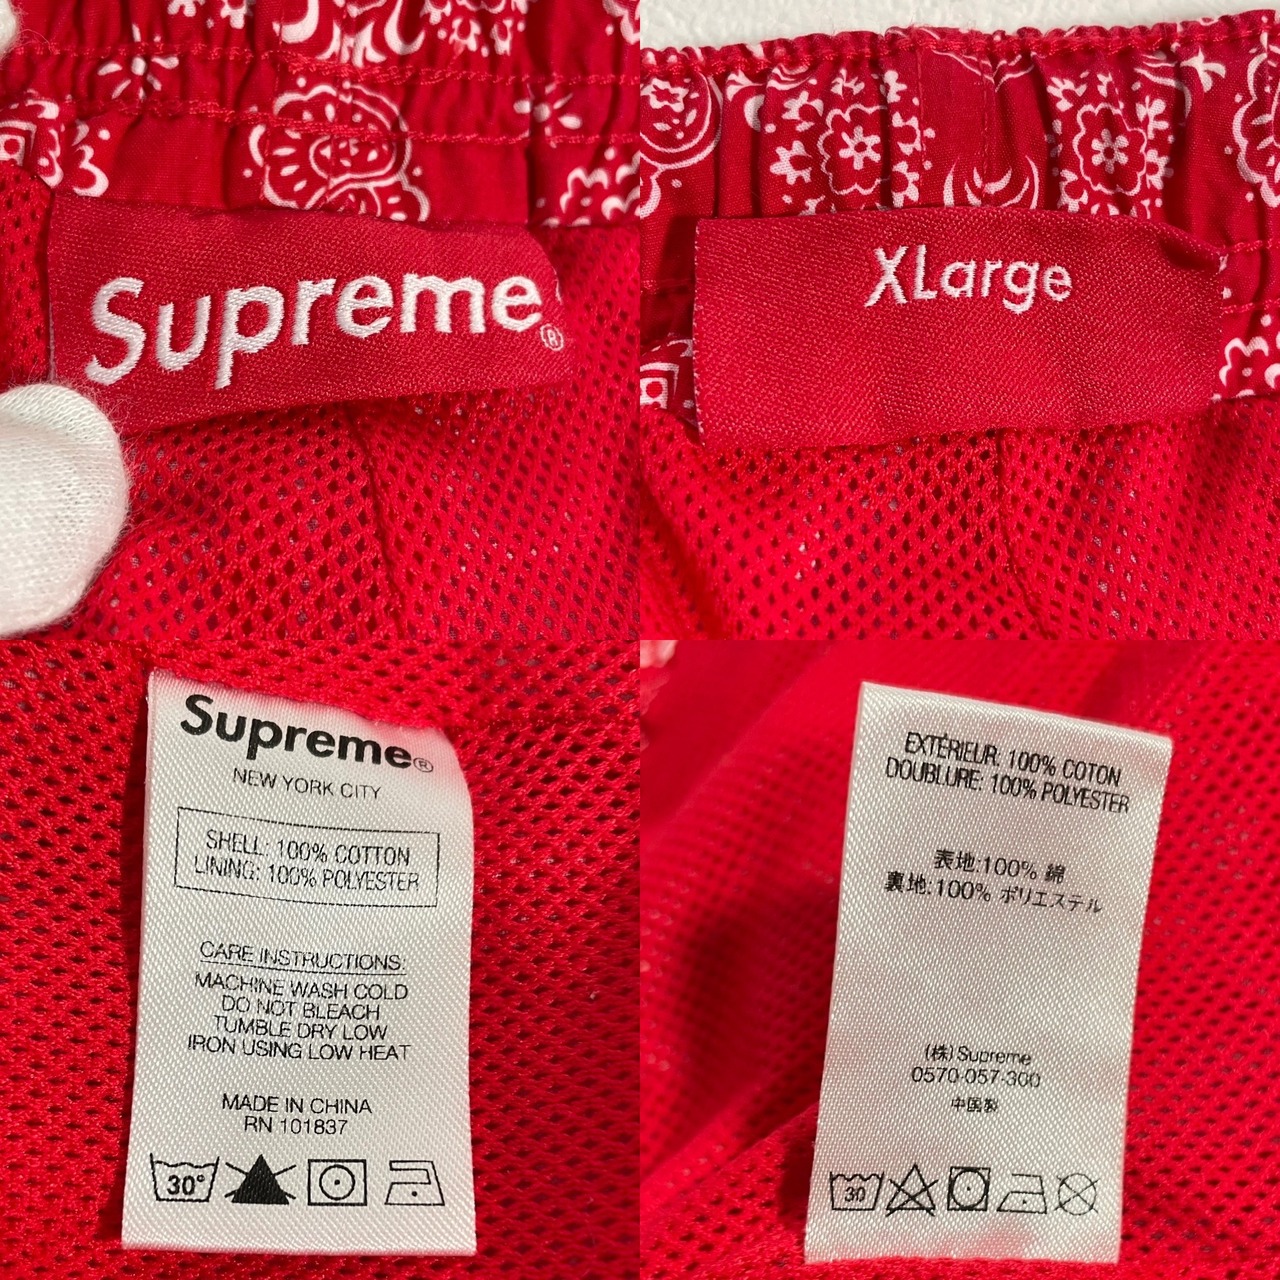 Supreme®
XLarge
Supreme®
NEW YORK CITY
SHELL: 100% COTTON
LINING: 100% POLYESTER
CARE INSTRUCTIONS:
MACHINE WASH COLD
DO NOT BLEACH
TUMBLE DRY LOW
IRON USING LOW HEAT
MADE IN CHINA
RN 101837
30°
EXTÉRIEUR: 100% COTON
DOUBLURE: 100% POLYESTER
表地:100% 綿
裏地:100% ポリエステル
(株)Supreme
0570-057-300
中国製
30